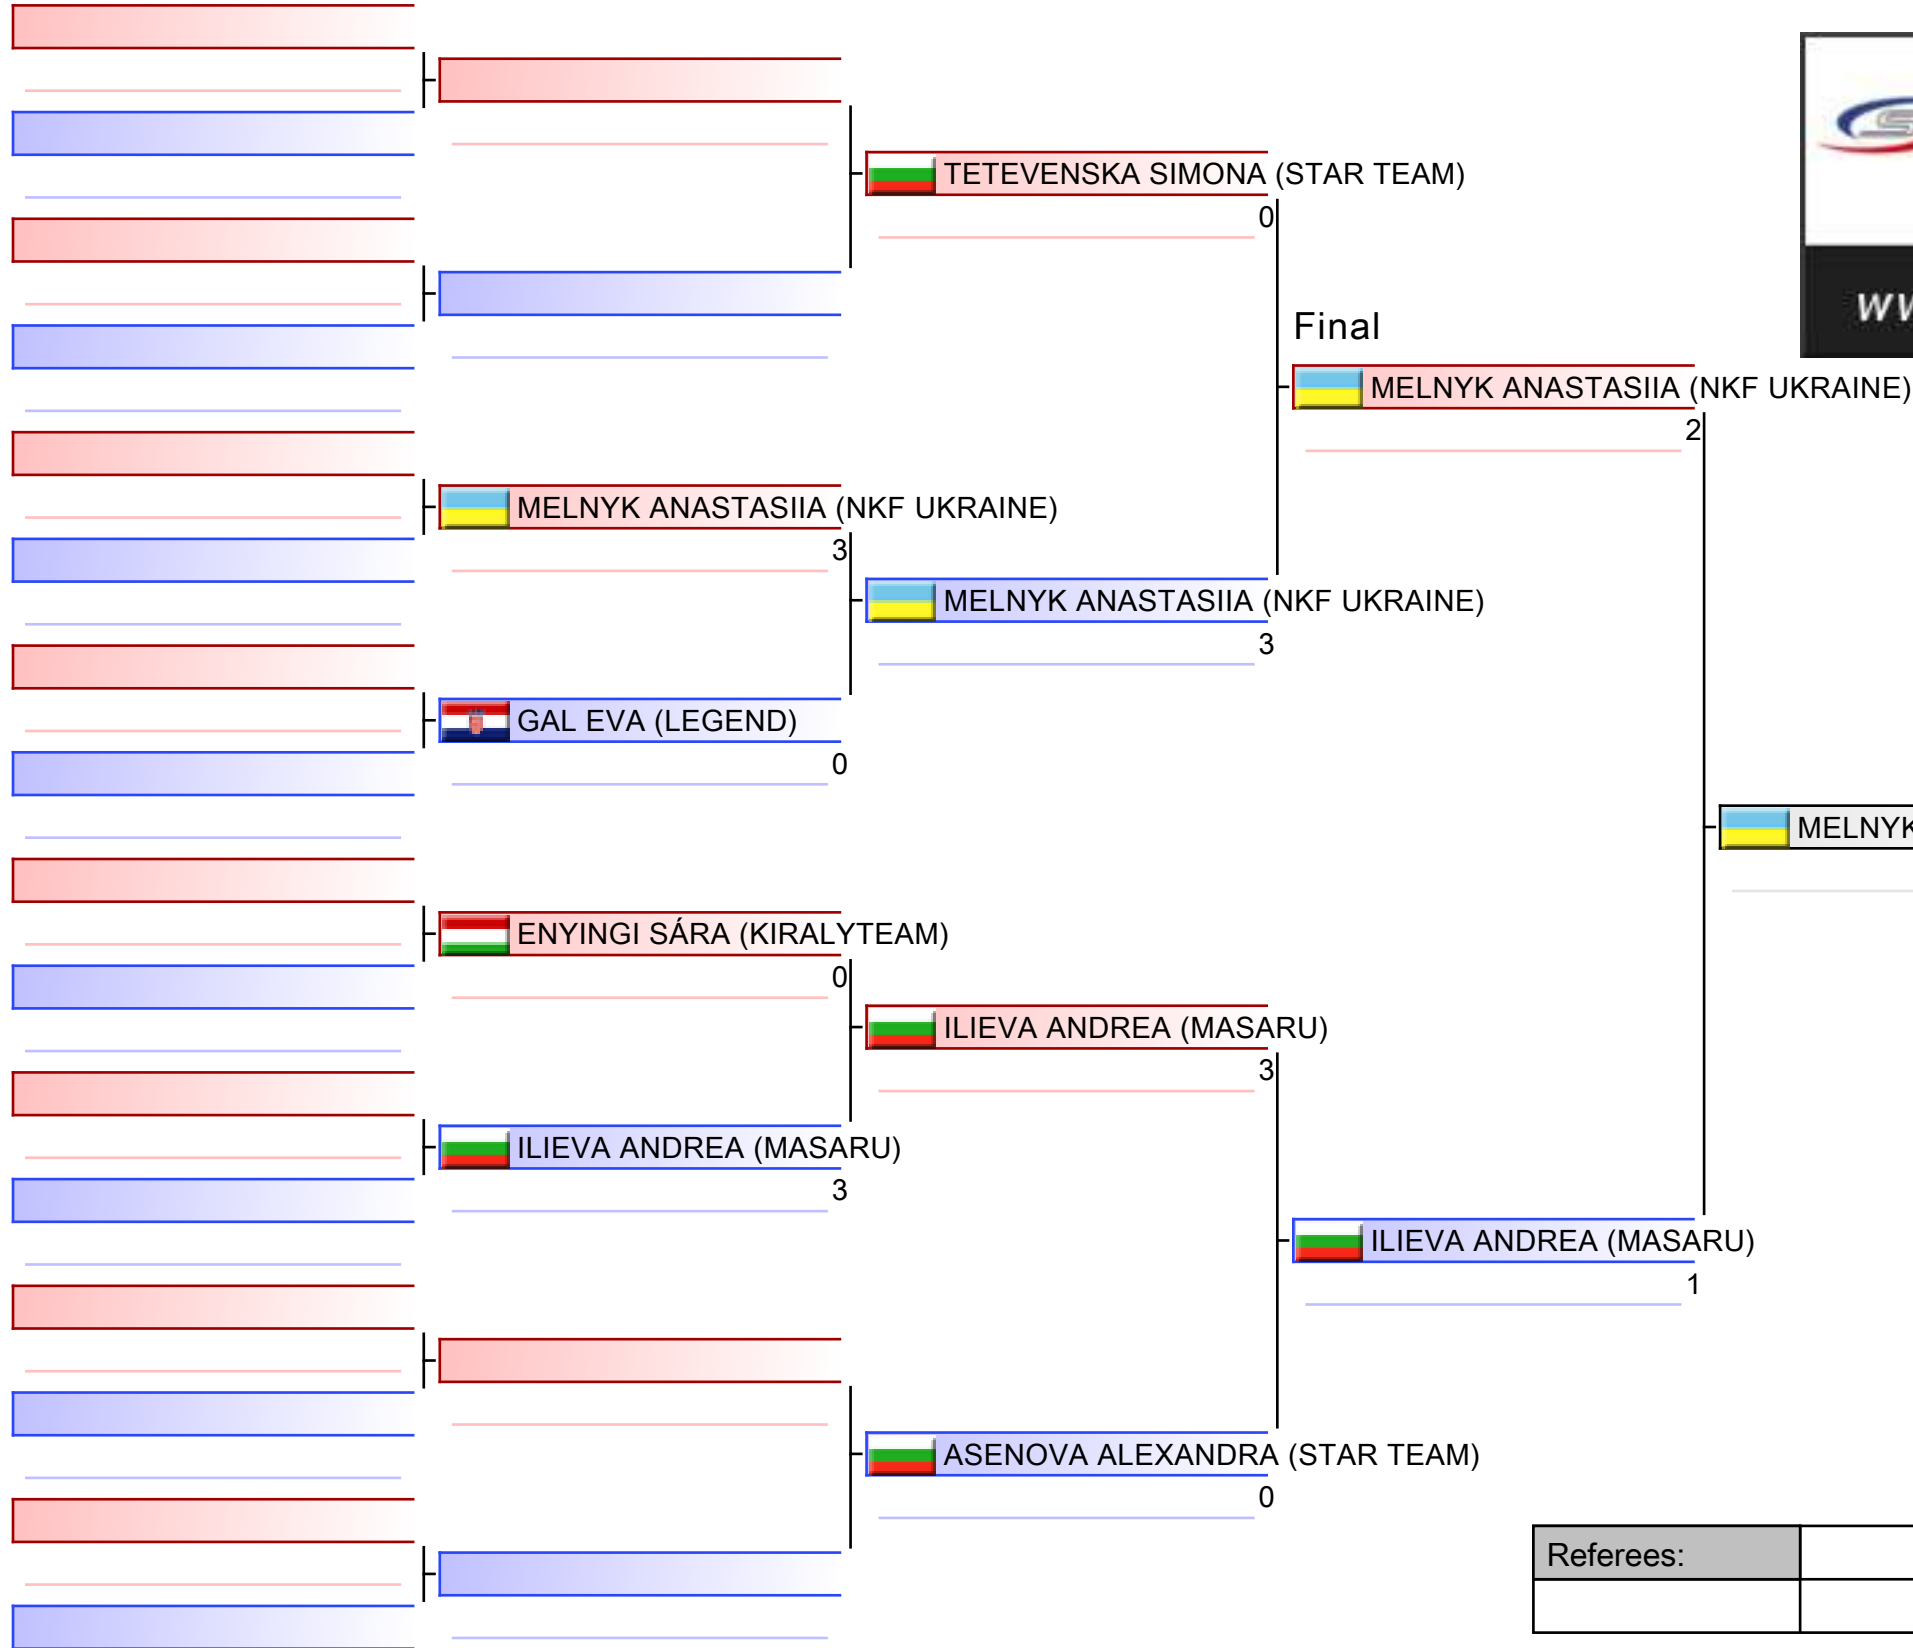 TETEVENSKA SIMONA (STAR TEAM)
0
Final
MELNYK ANASTASIIA (NKF UKRAINE)
2
MELNYK ANASTASIIA (NKF UKRAINE)
3
MELNYK ANASTASIIA (NKF UKRAINE)
3
GAL EVA (LEGEND)
0
MELNYK
ENYINGI SÁRA (KIRALYTEAM)
0
ILIEVA ANDREA (MASARU)
3
ILIEVA ANDREA (MASARU)
3
ILIEVA ANDREA (MASARU)
1
ASENOVA ALEXANDRA (STAR TEAM)
0
Referees: